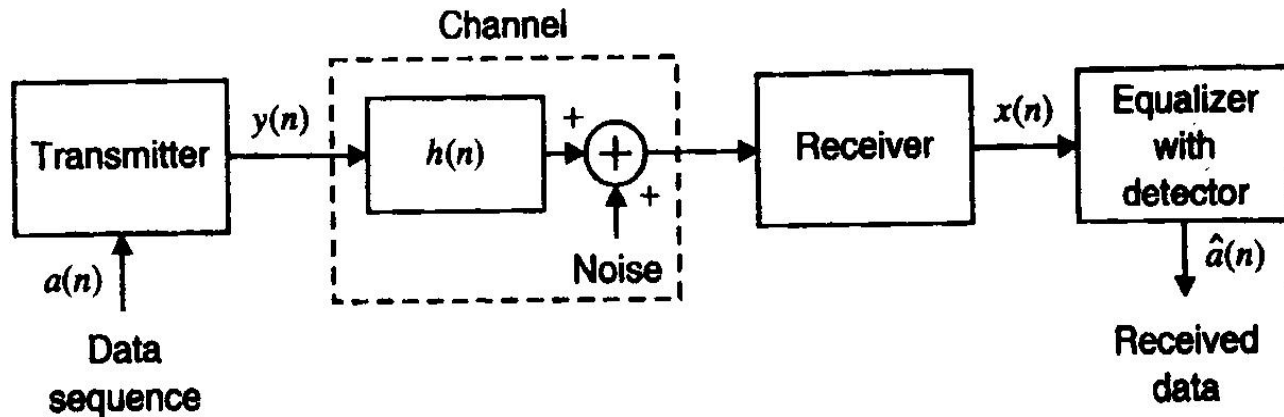 Channel
Transmitter
y(n)
h(n)
+
+
+
Noise
Receiver
x(n)
Equalizer
with
detector
a(n)
Data
sequence
â(n)
Received
data